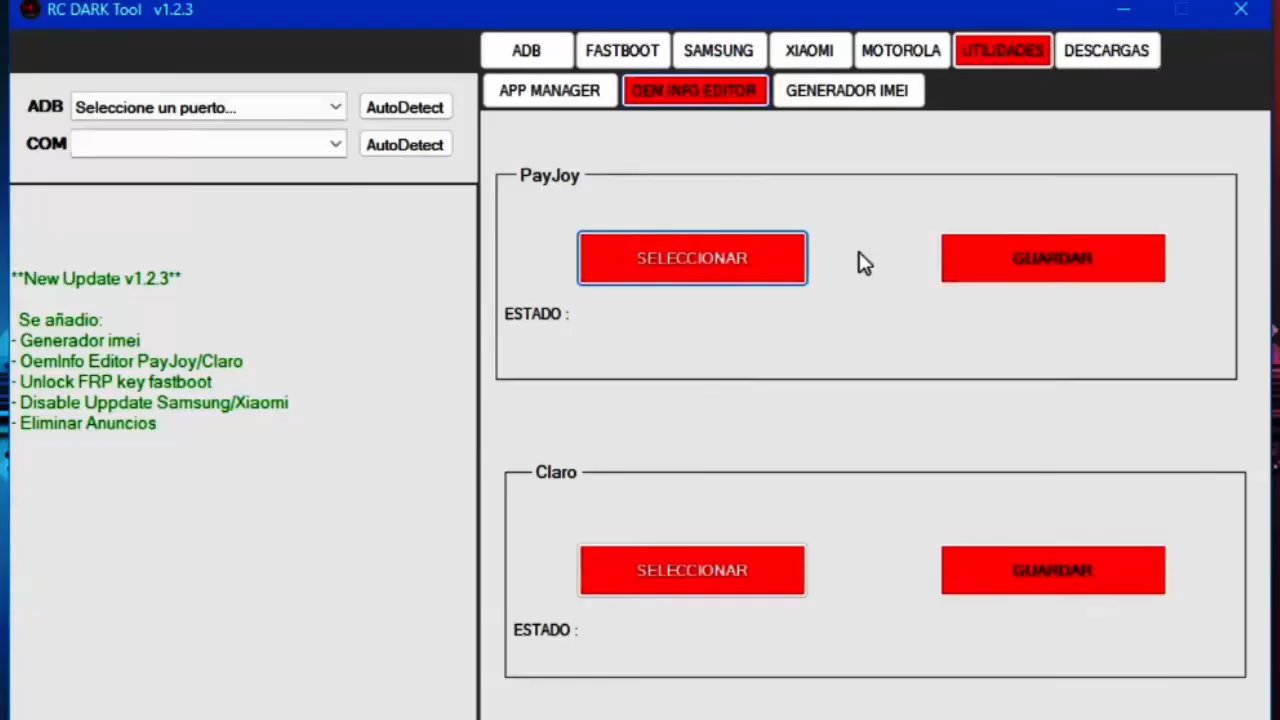 RC DARK Tool v1.2.3
ADB
FASTBOOT
SAMSUNG
XIAOMI
MOTOROLA
UTILIDADES
DESCARGAS
APP MANAGER
OEM INFO EDITOR
GENERADOR IMEI
ADB
Seleccione un puerto...
AutoDetect
COM
AutoDetect
**New Update v1.2.3**
Se añadio:
- Generador imei
- OemInfo Editor PayJoy/Claro
- Unlock FRP key fastboot
- Disable Uppdate Samsung/Xiaomi
- Eliminar Anuncios
PayJoy
SELECCIONAR
GUARDAR
ESTADO :
Claro
SELECCIONAR
GUARDAR
ESTADO :